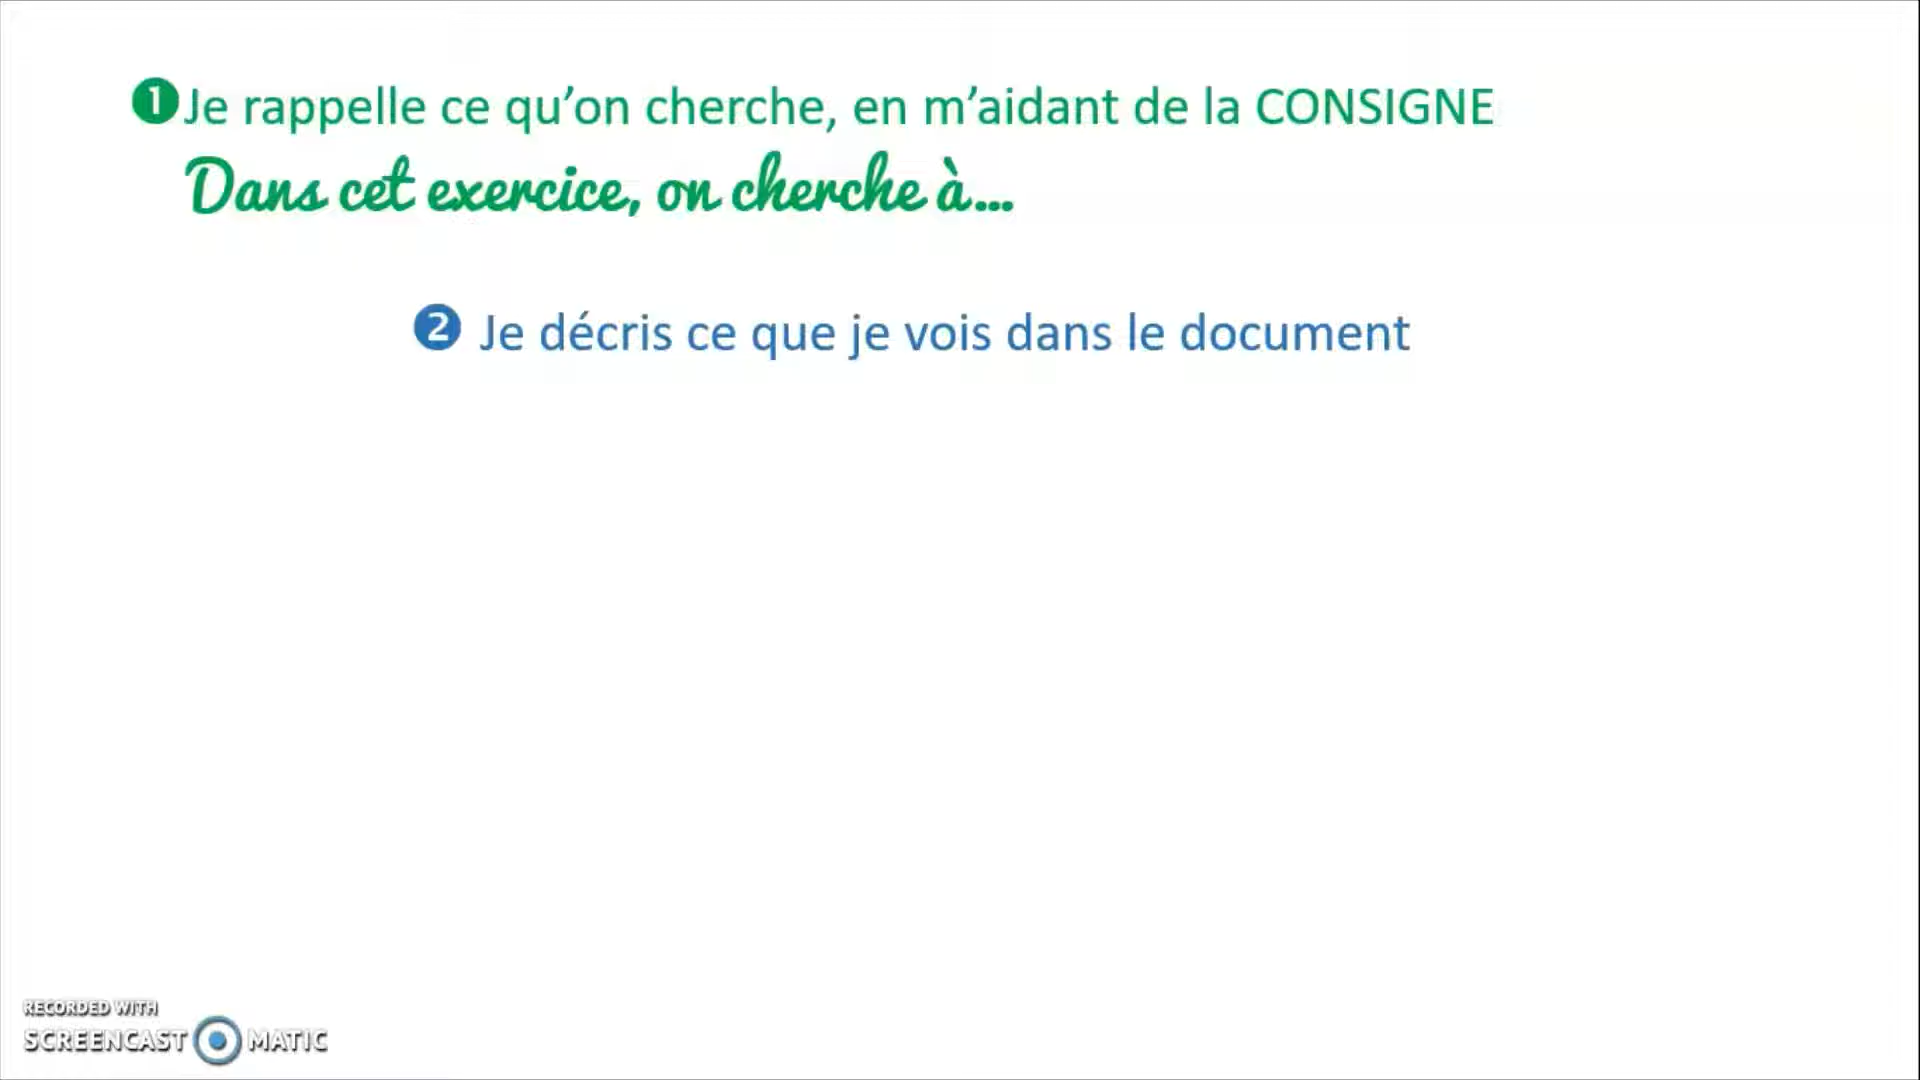 ❶Je rappelle ce qu’on cherche, en m’aidant de la CONSIGNE
Dans cet exercice, on cherche à...
❷ Je décris ce que je vois dans le document
RECORDED WITH
SCREENCAST MATIC